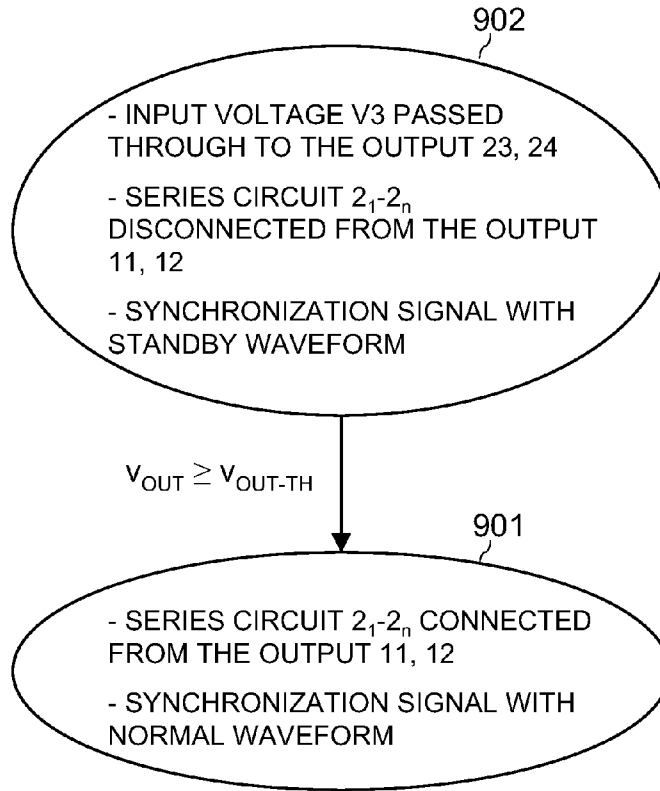 902
- INPUT VOLTAGE V3 PASSED
THROUGH TO THE OUTPUT 23, 24
- SERIES CIRCUIT 2₁-2ₙ
DISCONNECTED FROM THE OUTPUT
11, 12
- SYNCHRONIZATION SIGNAL WITH
STANDBY WAVEFORM
v_OUT ≥ v_OUT-TH
901
- SERIES CIRCUIT 2₁-2ₙ CONNECTED
FROM THE OUTPUT 11, 12
- SYNCHRONIZATION SIGNAL WITH
NORMAL WAVEFORM